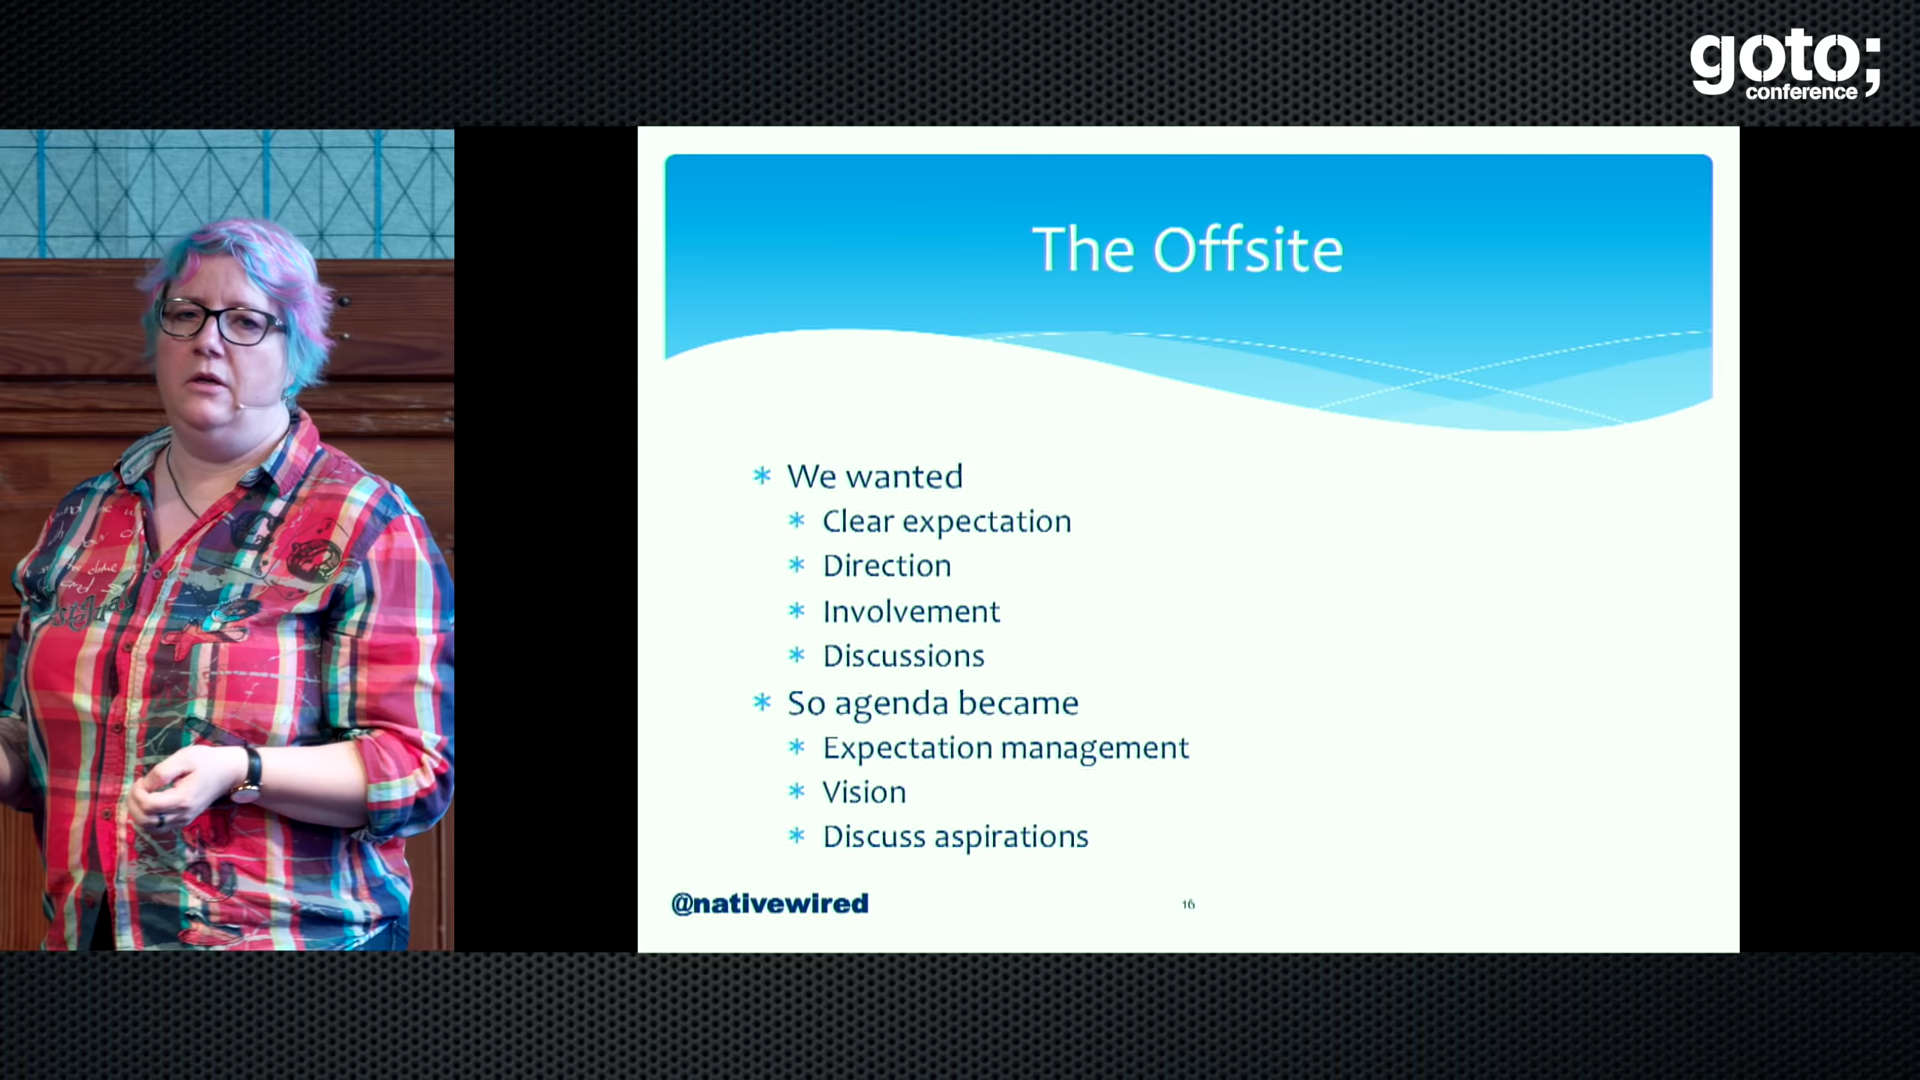 goto;
conference
The Offsite
* We wanted
* Clear expectation
* Direction
* Involvement
* Discussions
* So agenda became
* Expectation management
* Vision
* Discuss aspirations
@nativewired
16